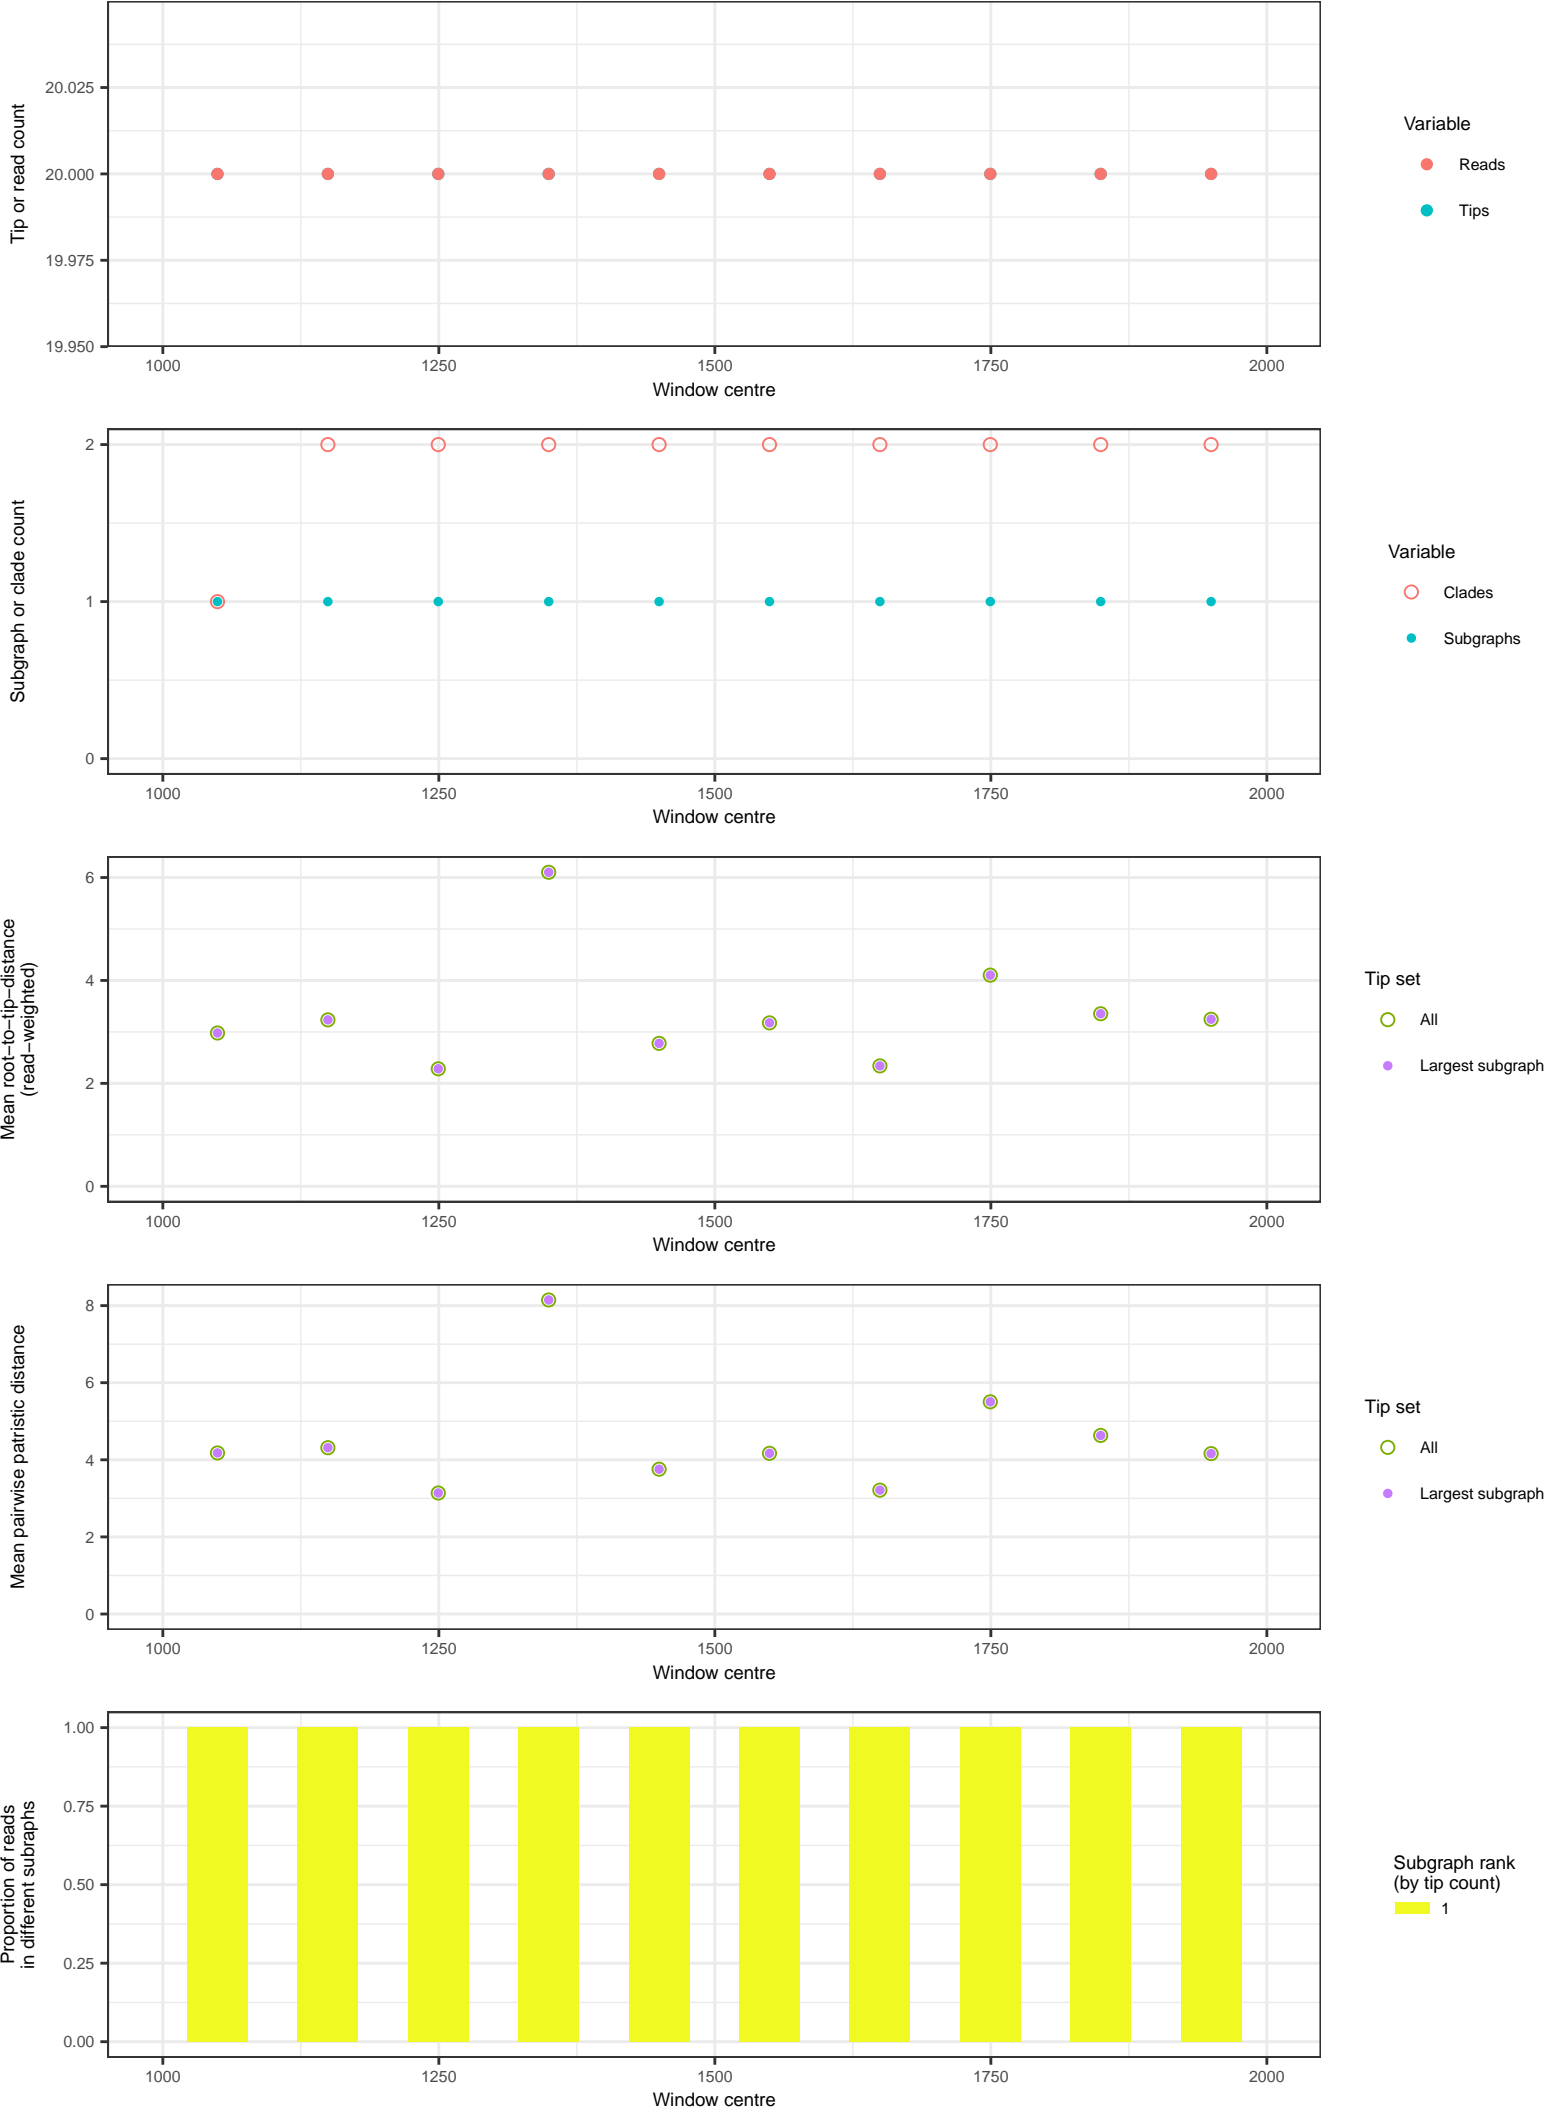 Tip or read count
20.025
20.000
19.975
19.950
1000
1250
1500
1750
2000
Window centre
Variable
Reads
Tips
Subgraph or clade count
2
1
0
1000
1250
1500
1750
2000
Window centre
Variable
Clades
Subgraphs
Mean root−to−tip−distance
(read−weighted)
6
4
2
0
1000
1250
1500
1750
2000
Window centre
Tip set
All
Largest subgraph
Mean pairwise patristic distance
8
6
4
2
0
1000
1250
1500
1750
2000
Window centre
Tip set
All
Largest subgraph
Proportion of reads
in different subraphs
1.00
0.75
0.50
0.25
0.00
1000
1250
1500
1750
2000
Window centre
Subgraph rank
(by tip count)
1